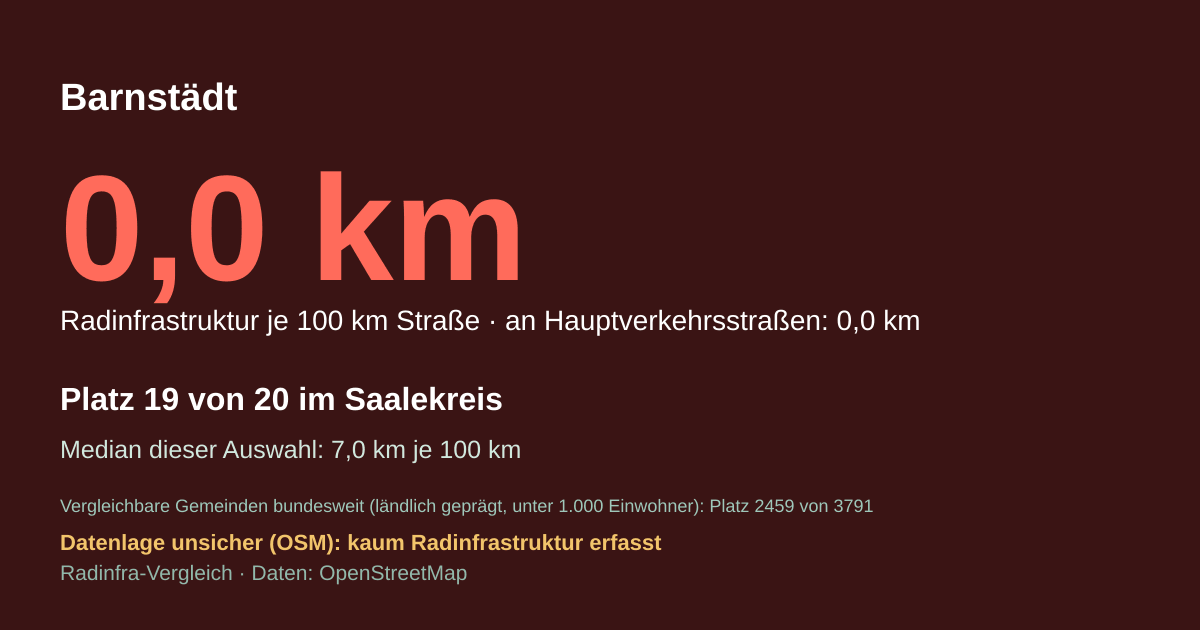 Barnstädt
0,0 km
Radinfrastruktur je 100 km Straße · an Hauptverkehrsstraßen: 0,0 km
Platz 19 von 20 im Saalekreis
Median dieser Auswahl: 7,0 km je 100 km
Vergleichbare Gemeinden bundesweit (ländlich geprägt, unter 1.000 Einwohner): Platz 2459 von 3791
Datenlage unsicher (OSM): kaum Radinfrastruktur erfasst
Radinfra-Vergleich · Daten: OpenStreetMap